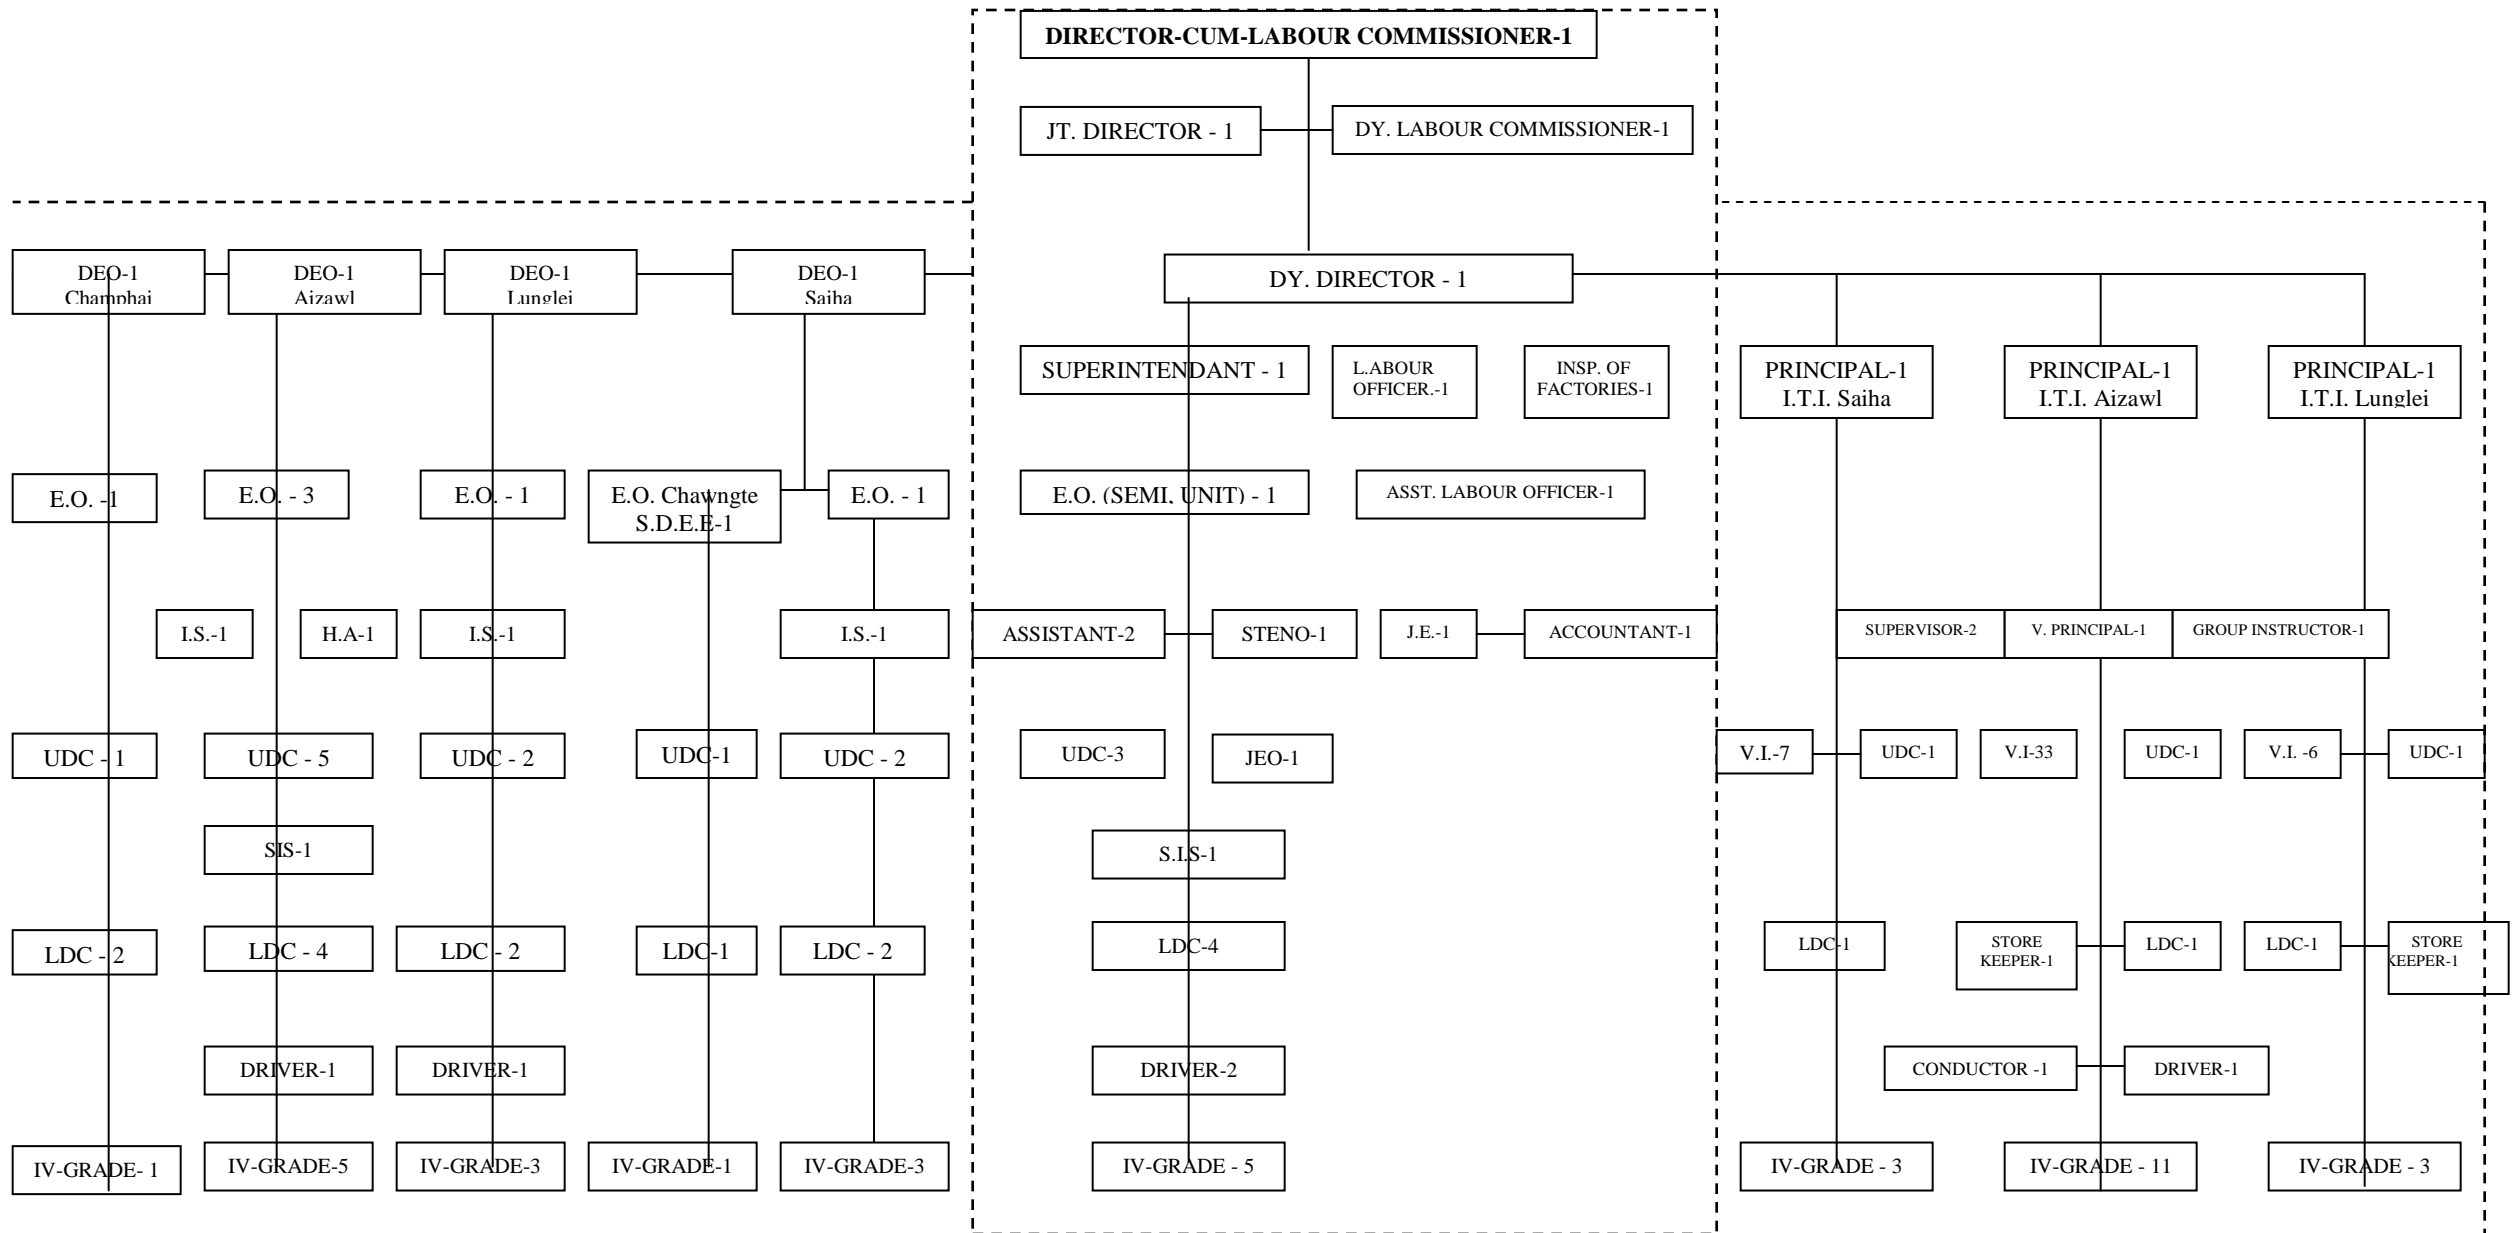 DIRECTOR-CUM-LABOUR COMMISSIONER-1
JT. DIRECTOR - 1
DY. LABOUR COMMISSIONER-1
DEO-1
Champhai
DEO-1
Aizawl
DEO-1
Lunglei
DEO-1
Saiha
DY. DIRECTOR - 1
SUPERINTENDANT - 1
L.ABOUR
OFFICER.-1
INSP. OF
FACTORIES-1
PRINCIPAL-1
I.T.I. Saiha
PRINCIPAL-1
I.T.I. Aizawl
PRINCIPAL-1
I.T.I. Lunglei
E.O. -1
E.O. - 3
E.O. - 1
E.O. Chawngte
S.D.E.E-1
E.O. - 1
E.O. (SEMI, UNIT) - 1
ASST. LABOUR OFFICER-1
I.S.-1
H.A-1
I.S.-1
I.S.-1
ASSISTANT-2
STENO-1
J.E.-1
ACCOUNTANT-1
SUPERVISOR-2
V. PRINCIPAL-1
GROUP INSTRUCTOR-1
UDC - 1
UDC - 5
UDC - 2
UDC-1
UDC - 2
UDC-3
JEO-1
V.I.-7
UDC-1
V.I-33
UDC-1
V.I. -6
UDC-1
SIS-1
S.I.S-1
LDC - 2
LDC - 4
LDC - 2
LDC-1
LDC - 2
LDC-4
LDC-1
STORE
KEEPER-1
LDC-1
LDC-1
STORE
KEEPER-1
DRIVER-1
DRIVER-1
DRIVER-2
CONDUCTOR -1
DRIVER-1
IV-GRADE- 1
IV-GRADE-5
IV-GRADE-3
IV-GRADE-1
IV-GRADE-3
IV-GRADE - 5
IV-GRADE - 3
IV-GRADE - 11
IV-GRADE - 3